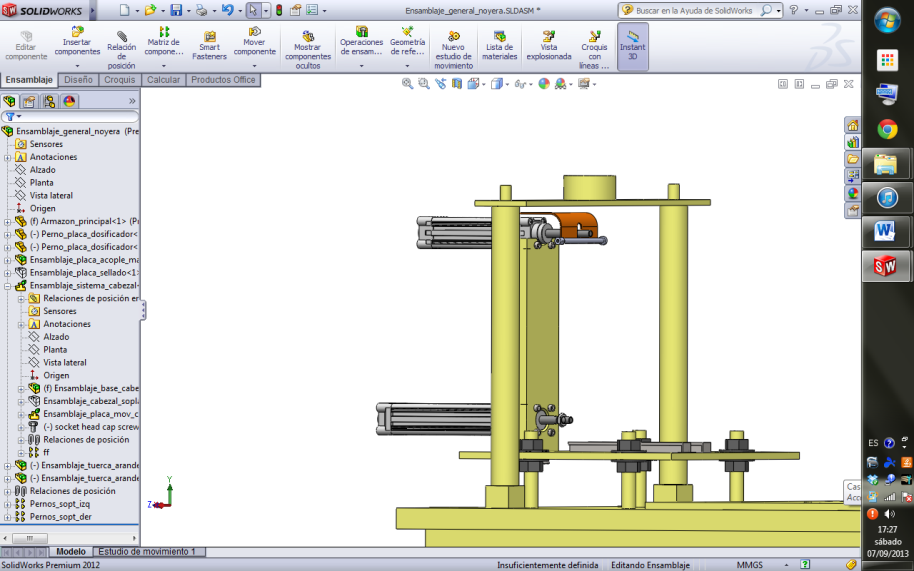 SOLIDWORKS
Ensamblaje_general_noyera.SLDASM *
Buscar en la Ayuda de SolidWorks
Editar componente
Insertar componentes
Relación de posición
Matriz de compone...
Smart Fasteners
Mover componente
Mostrar componentes ocultos
Operaciones de ensam...
Geometría de refe...
Nuevo estudio de movimiento
Lista de materiales
Vista explosionada
Croquis con líneas ...
Instant 3D
Ensamblaje Diseño Croquis Calcular Productos Office
Ensamblaje_general_noyera (Pre
Sensores
Anotaciones
Alzado
Planta
Vista lateral
Origen
(f) Armazon_principal<1> (Pr
(-) Perno_placa_dosificador<
(-) Perno_placa_dosificador<
Ensamblaje_placa_acople_ma
Ensamblaje_placa_sellado<1>
Ensamblaje_sistema_cabezal<
Relaciones de posición en
Sensores
Anotaciones
Alzado
Planta
Vista lateral
Origen
(f) Ensamblaje_base_cabe
Ensamblaje_cabezal_sopla
Ensamblaje_placa_mov_c
(-) socket head cap screw
Relaciones de posición
ff
(-) Ensamblaje_tuerca_arande
(-) Ensamblaje_tuerca_arande
Relaciones de posición
Pernos_sopt_izq
Pernos_sopt_der
Y
Z
Modelo Estudio de movimiento 1
SolidWorks Premium 2012
Insuficientemente definida Editando Ensamblaje MMGS
ES
Cas
Acc
17:27
sábado
07/09/2013